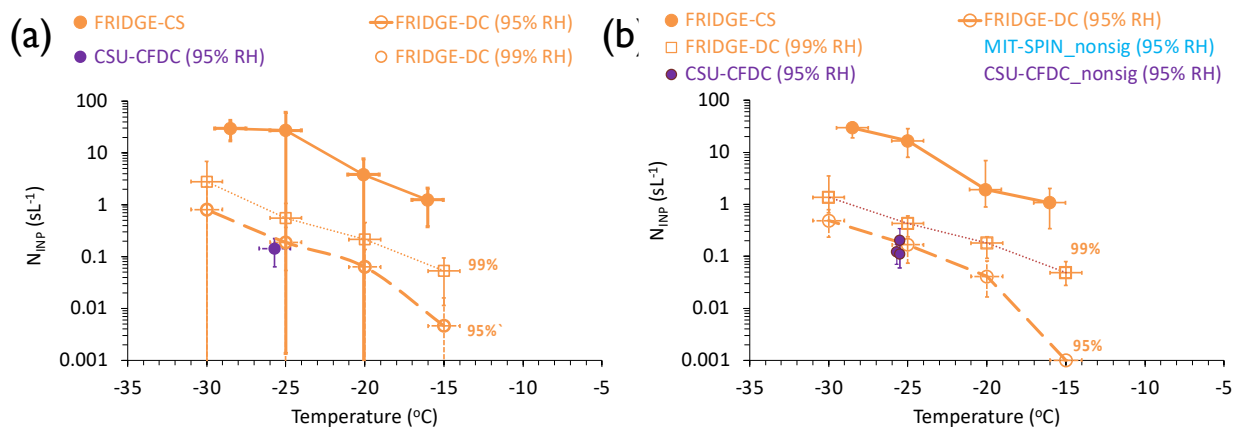 (a)
FRIDGE-CS
FRIDGE-DC (95% RH)
CSU-CFDC (95% RH)
FRIDGE-DC (99% RH)
100
10
1
0.1
0.01
0.001
N_INP (sL⁻¹)
99%
95%`
-35
-30
-25
-20
-15
-10
-5
Temperature (°C)
(b)
FRIDGE-CS
FRIDGE-DC (95% RH)
FRIDGE-DC (99% RH)
MIT-SPIN_nonsig (95% RH)
CSU-CFDC (95% RH)
CSU-CFDC_nonsig (95% RH)
100
10
1
0.1
0.01
0.001
N_INP (sL⁻¹)
99%
95%
-35
-30
-25
-20
-15
-10
-5
Temperature (°C)